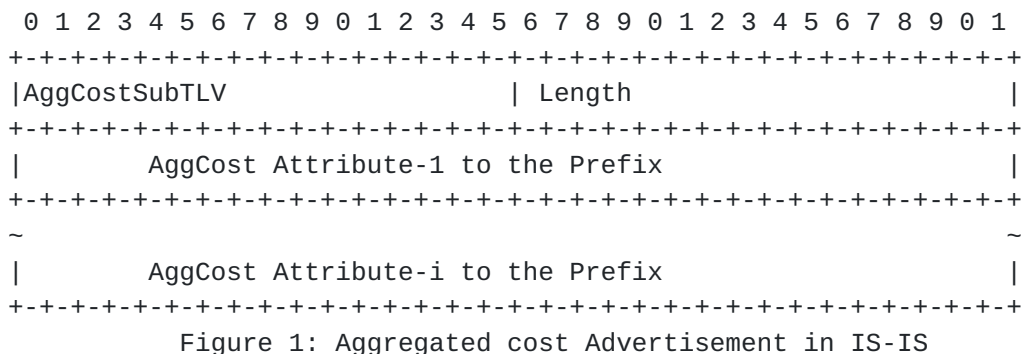 0 1 2 3 4 5 6 7 8 9 0 1 2 3 4 5 6 7 8 9 0 1 2 3 4 5 6 7 8 9 0 1
+-+-+-+-+-+-+-+-+-+-+-+-+-+-+-+-+-+-+-+-+-+-+-+-+-+-+-+-+-+-+-+-+
|AggCostSubTLV                  | Length                        |
+-+-+-+-+-+-+-+-+-+-+-+-+-+-+-+-+-+-+-+-+-+-+-+-+-+-+-+-+-+-+-+-+
|        AggCost Attribute-1 to the Prefix                      |
+-+-+-+-+-+-+-+-+-+-+-+-+-+-+-+-+-+-+-+-+-+-+-+-+-+-+-+-+-+-+-+-+
~                                                               ~
|        AggCost Attribute-i to the Prefix                      |
+-+-+-+-+-+-+-+-+-+-+-+-+-+-+-+-+-+-+-+-+-+-+-+-+-+-+-+-+-+-+-+-+
           Figure 1: Aggregated cost Advertisement in IS-IS